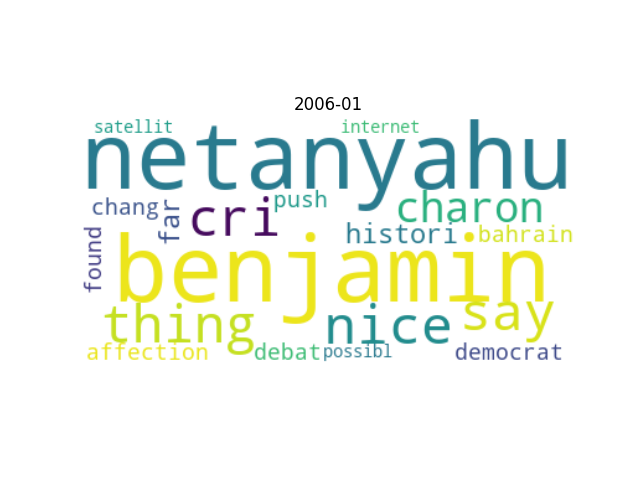 2006-01
satellit internet
netanyahu
chang far cri push charon
found histori bahrain
benjamin
thing nice say
affection debat possibl democrat